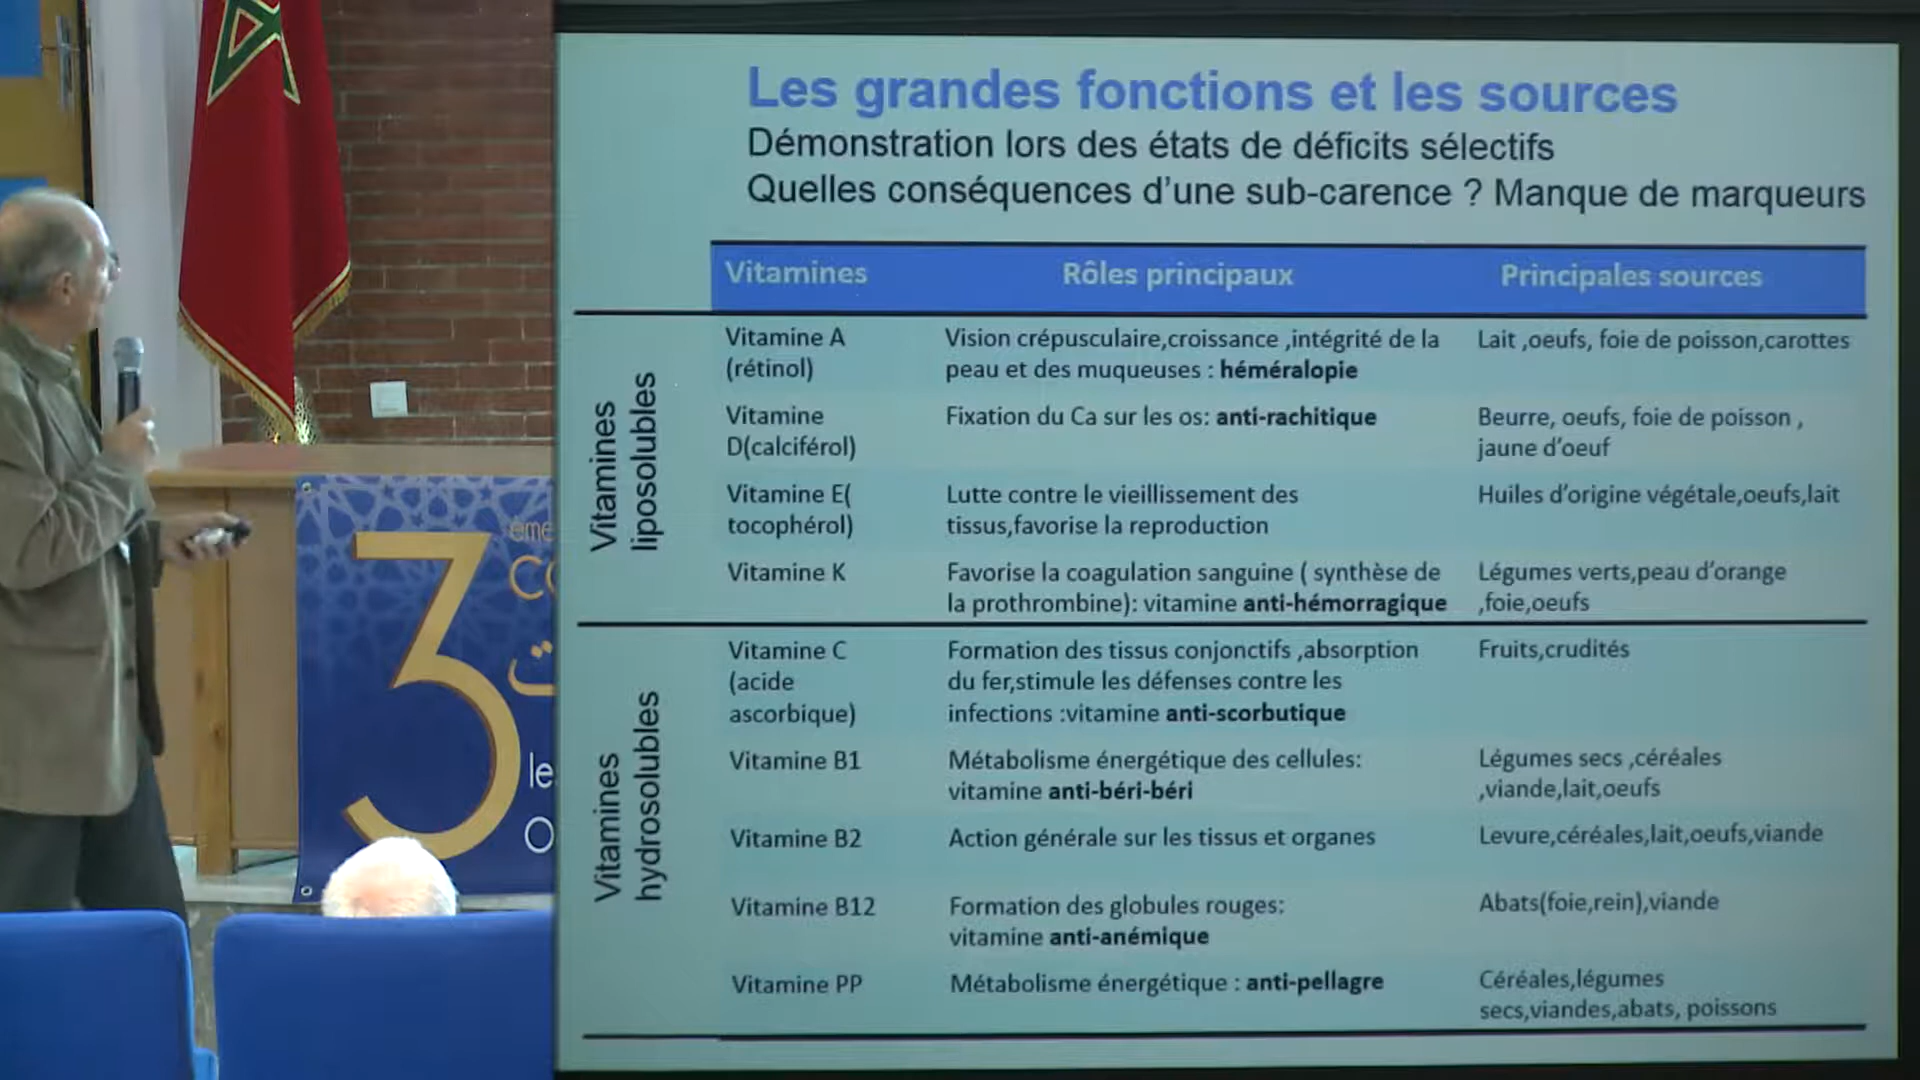 Les grandes fonctions et les sources
Démonstration lors des états de déficits sélectifs
Quelles conséquences d'une sub-carence ? Manque de marqueurs
Vitamines Rôles principaux Principales sources
Vitamines
liposolubles
Vitamine A
(rétinol)
Vision crépusculaire,croissance ,intégrité de la
peau et des muqueuses : héméralopie
Lait ,oeufs, foie de poisson,carottes
Vitamine
D(calciférol)
Fixation du Ca sur les os: anti-rachitique
Beurre, oeufs, foie de poisson ,
jaune d'oeuf
Vitamine E(
tocophérol)
Lutte contre le vieillissement des
tissus,favorise la reproduction
Huiles d'origine végétale,oeufs,lait
Vitamine K
Favorise la coagulation sanguine ( synthèse de
la prothrombine): vitamine anti-hémorragique
Légumes verts,peau d'orange
,foie,oeufs
Vitamines
hydrosolubles
Vitamine C
(acide
ascorbique)
Formation des tissus conjonctifs ,absorption
du fer,stimule les défenses contre les
infections :vitamine anti-scorbutique
Fruits,crudités
Vitamine B1
Métabolisme énergétique des cellules:
vitamine anti-béri-béri
Légumes secs ,céréales
,viande,lait,oeufs
Vitamine B2
Action générale sur les tissus et organes
Levure,céréales,lait,oeufs,viande
Vitamine B12
Formation des globules rouges:
vitamine anti-anémique
Abats(foie,rein),viande
Vitamine PP
Métabolisme énergétique : anti-pellagre
Céréales,légumes
secs,viandes,abats, poissons
3 ème
le